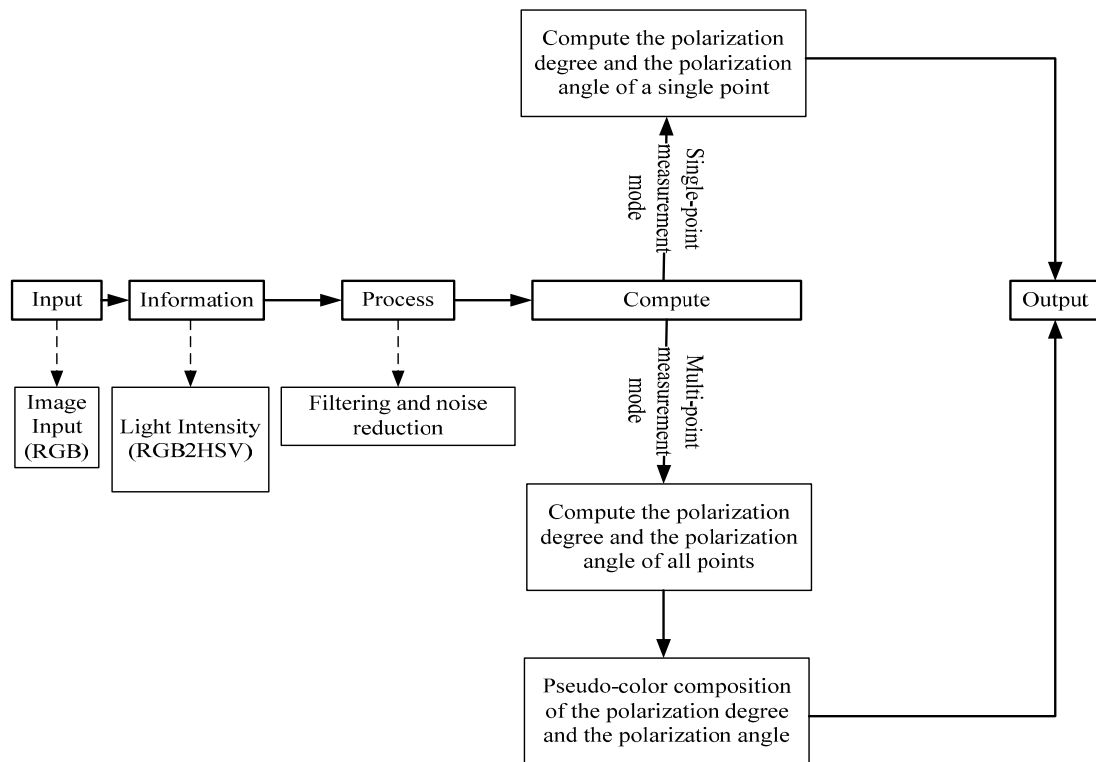 Compute the polarization
degree and the polarization
angle of a single point
Single-point
measurement
mode
Input
Information
Process
Compute
Output
Image
Input
(RGB)
Light Intensity
(RGB2HSV)
Filtering and noise
reduction
Multi-point
measurement
mode
Compute the polarization
degree and the polarization
angle of all points
Pseudo-color composition
of the polarization degree
and the polarization angle